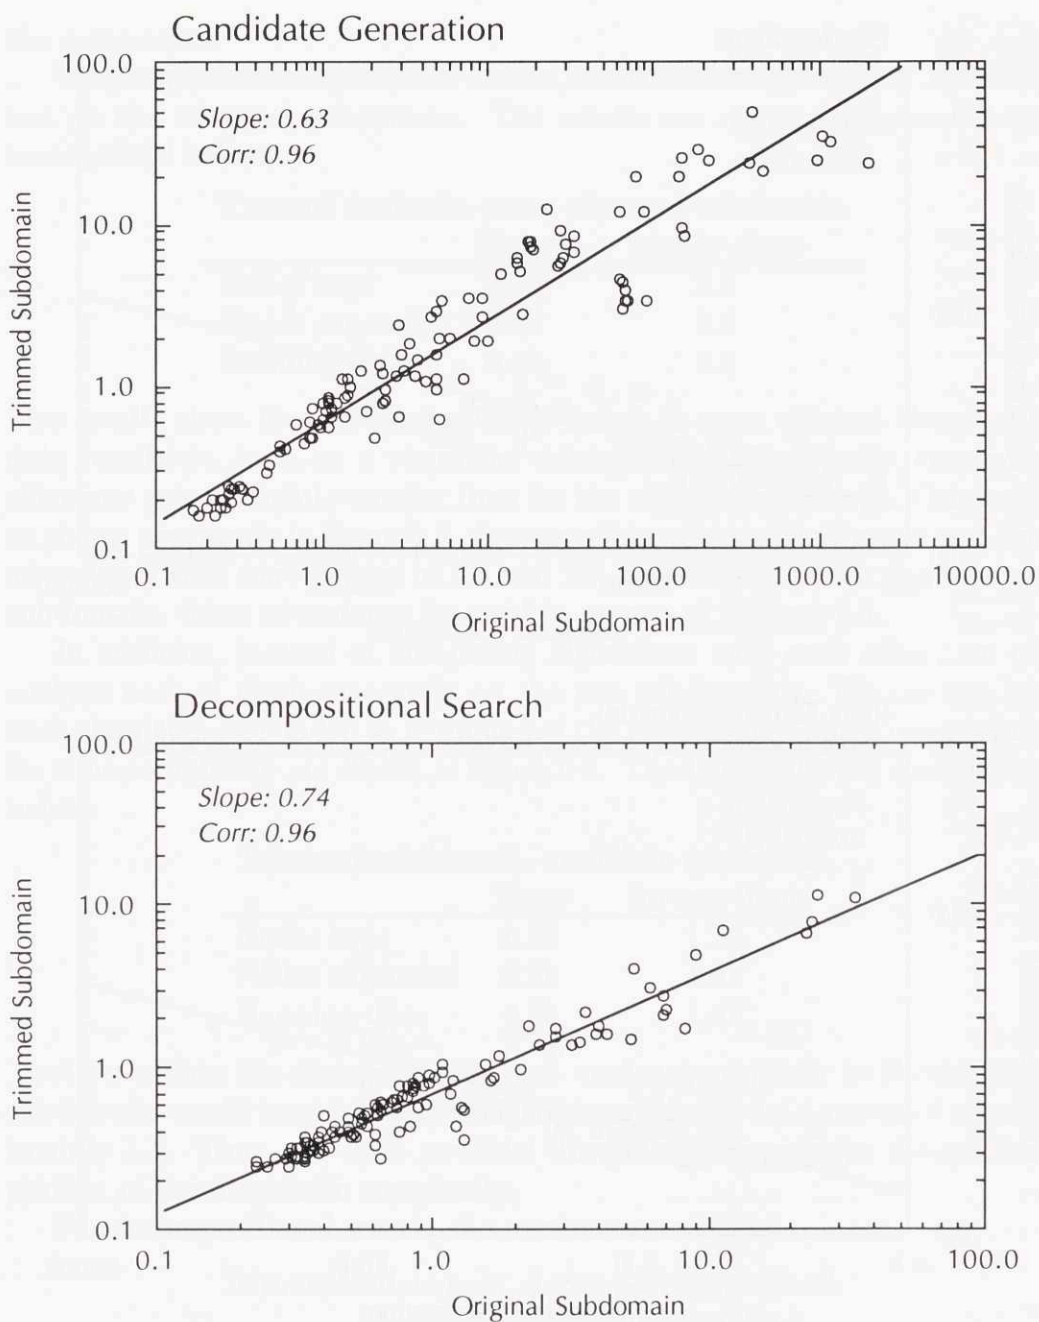 Candidate Generation
100.0
Slope: 0.63
Corr: 0.96
10.0
1.0
0.1
Trimmed Subdomain
0.1 1.0 10.0 100.0 1000.0 10000.0
Original Subdomain
Decompositional Search
100.0
Slope: 0.74
Corr: 0.96
10.0
1.0
0.1
Trimmed Subdomain
0.1 1.0 10.0 100.0
Original Subdomain